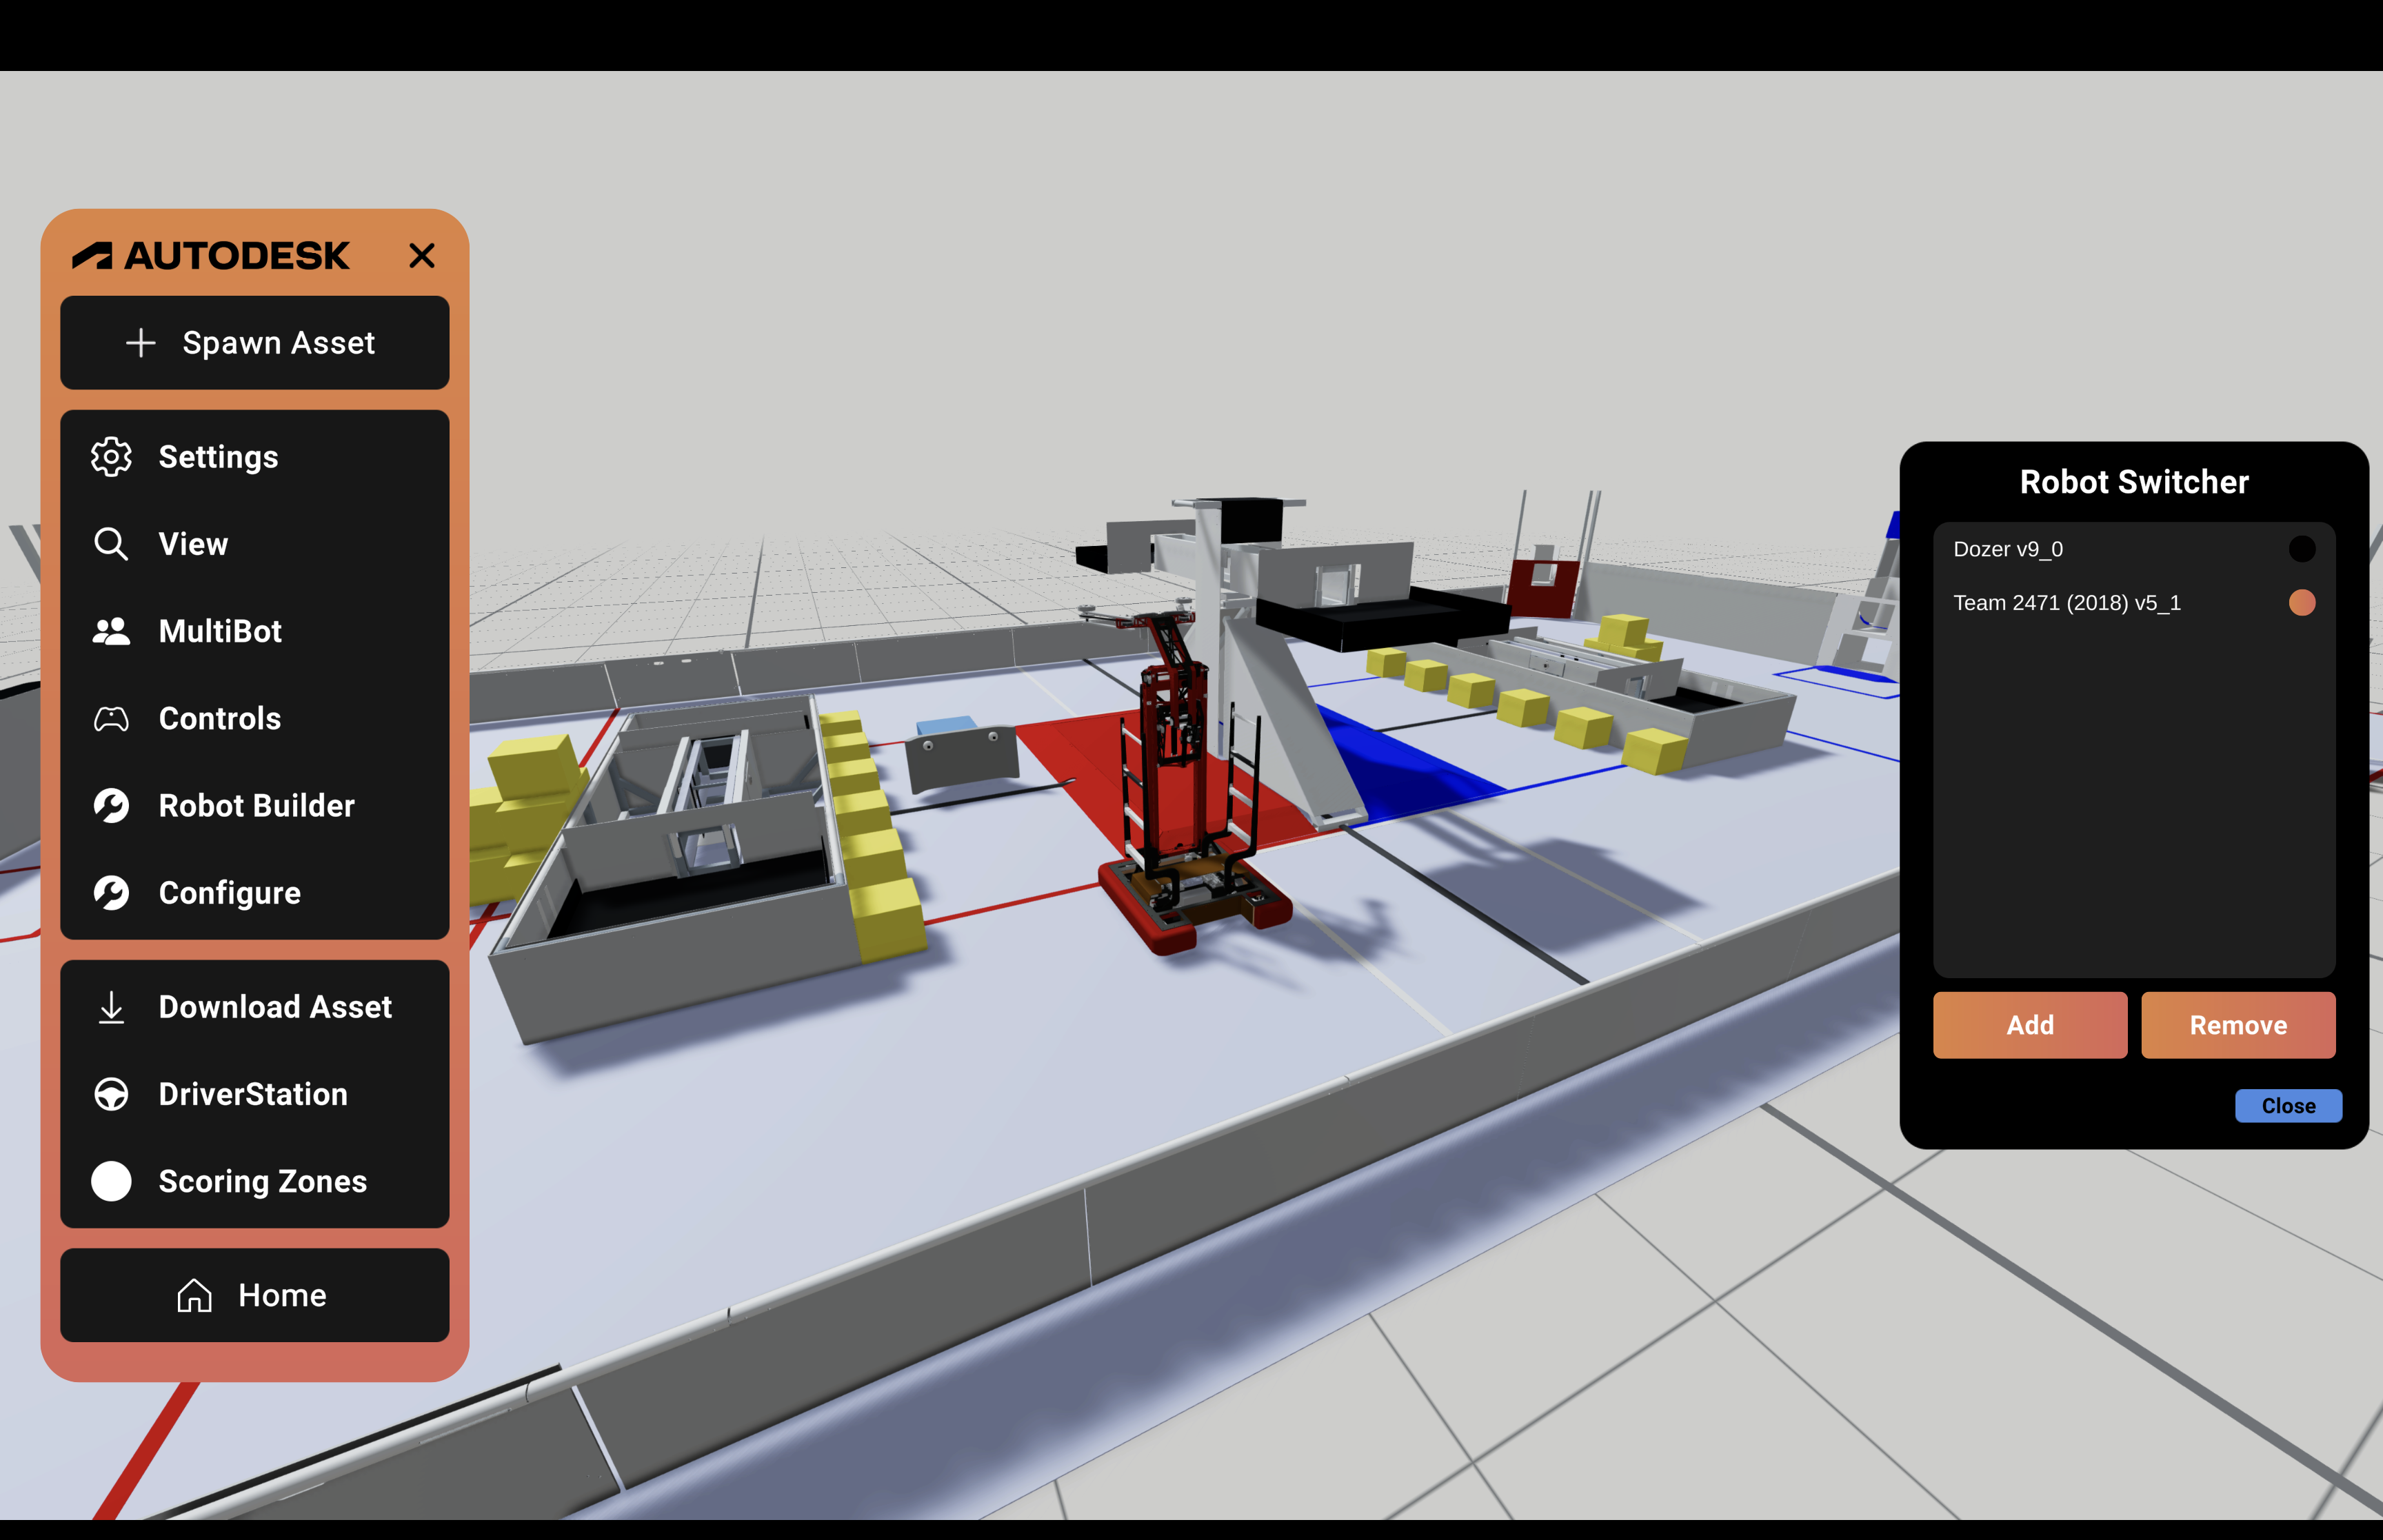 AUTODESK
Spawn Asset
Settings
View
MultiBot
Controls
Robot Builder
Configure
Download Asset
DriverStation
Scoring Zones
Home
Robot Switcher
Dozer v9_0
Team 2471 (2018) v5_1
Add Remove
Close